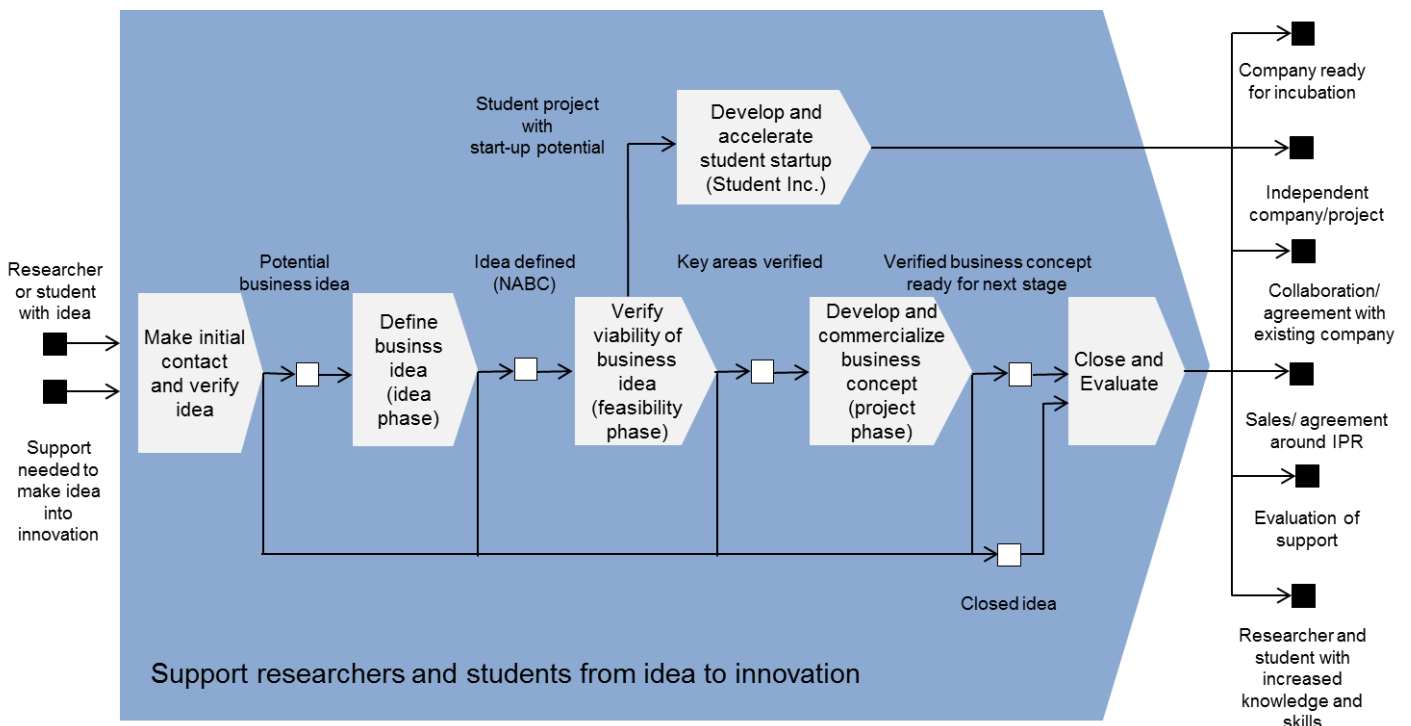 Researcher
or student
with idea
Support
needed to
make idea
into
innovation
Make initial
contact
and verify
idea
Potential
business idea
Define
businss
idea
(idea
phase)
Idea defined
(NABC)
Verify
viability of
business
idea
(feasibility
phase)
Student project
with
start-up potential
Develop and
accelerate
student startup
(Student Inc.)
Key areas verified
Develop and
commercialize
business
concept
(project
phase)
Verified business concept
ready for next stage
Close and
Evaluate
Closed idea
Support researchers and students from idea to innovation
Company ready
for incubation
Independent
company/project
Collaboration/
agreement with
existing company
Sales/ agreement
around IPR
Evaluation of
support
Researcher and
student with
increased
knowledge and
skills